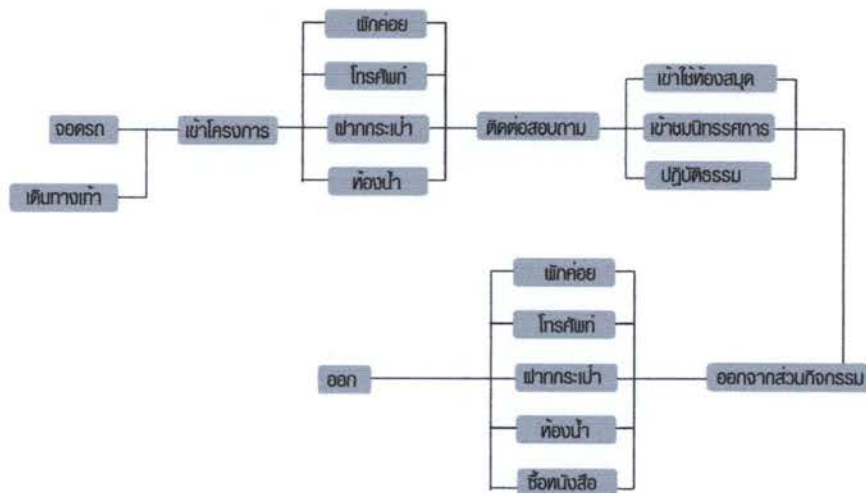 พักค่อย
โทรศัพท์
จอดรถ
เข้าโครงการ
ฝากกระเป๋า
ติดต่อสอบถาม
เข้าใช้ห้องสมุด
เข้าชมนิทรรศการ
ปฏิบัติธรรม
เดินทางเท้า
ห้องน้ำ
พักค่อย
โทรศัพท์
ออก
ฝากกระเป๋า
ออกจากส่วนกิจกรรม
ห้องน้ำ
ซื้อหนังสือ